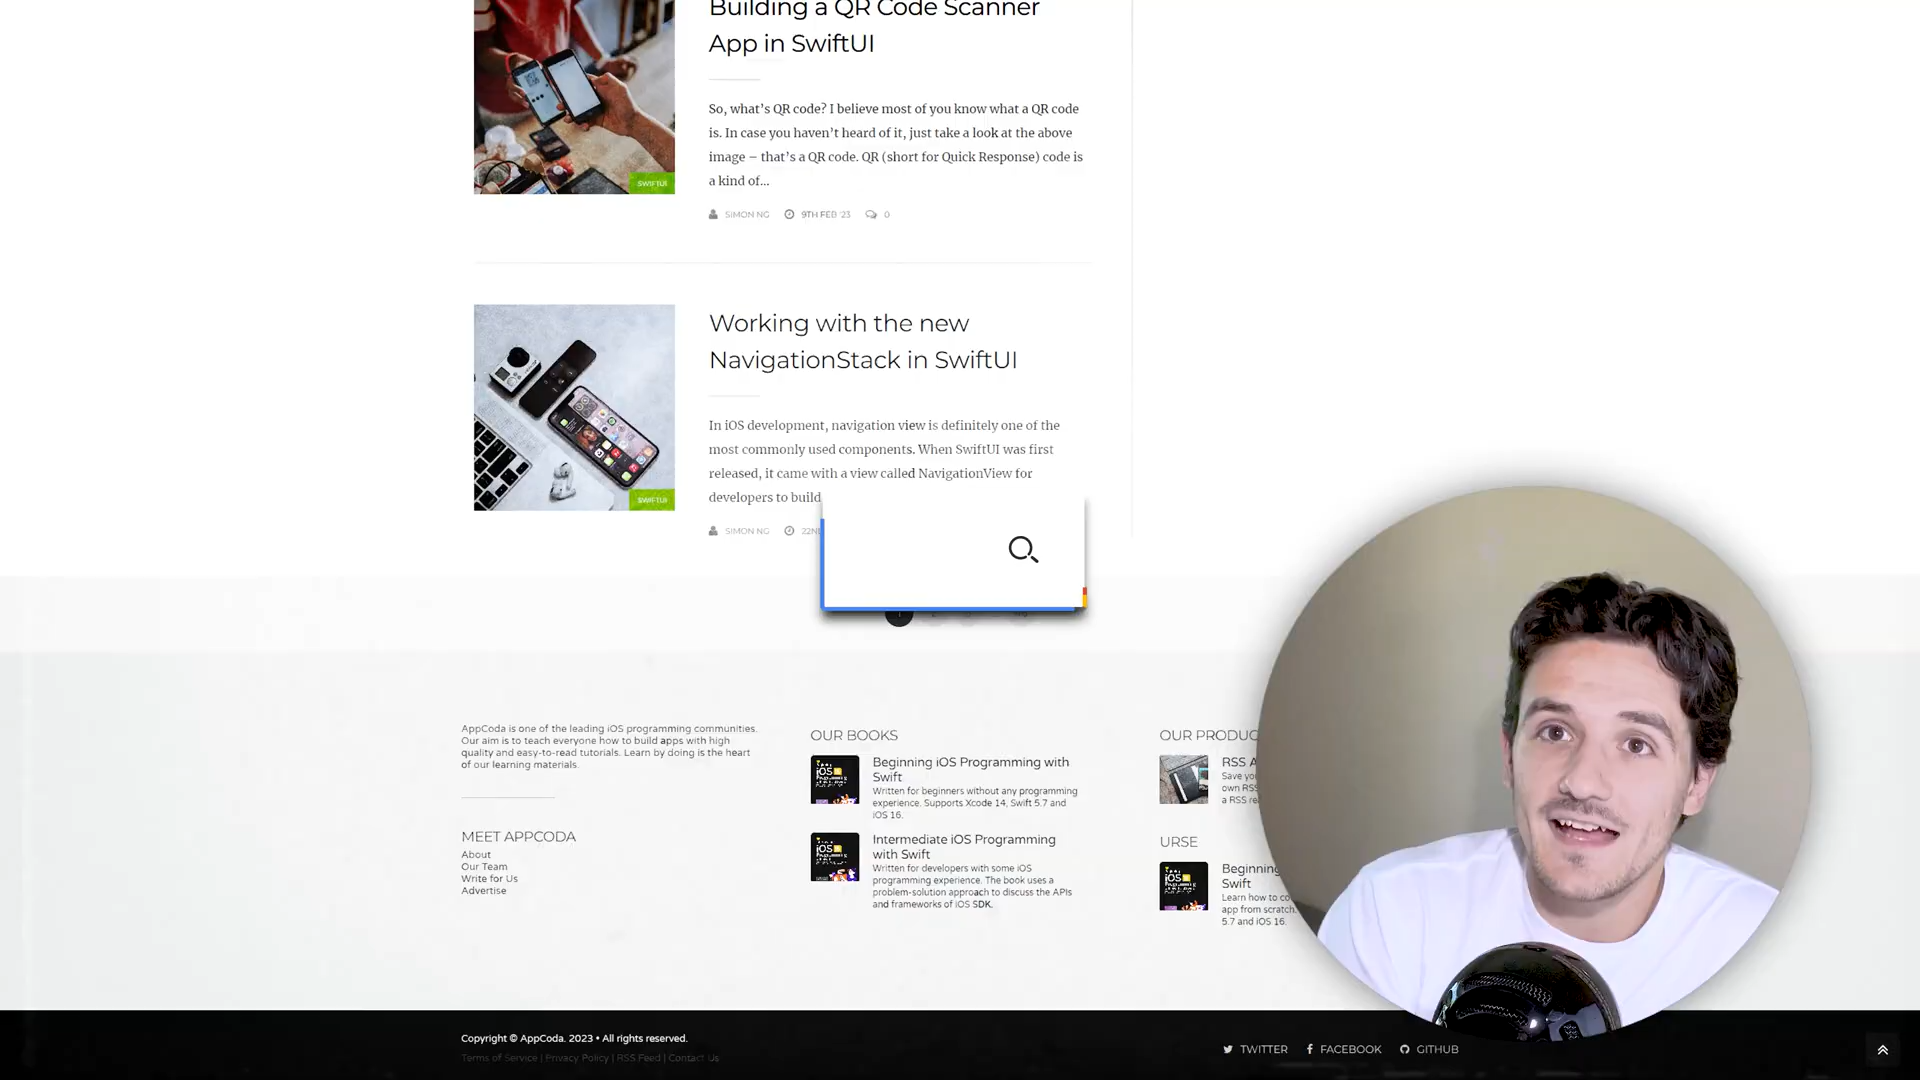 Building a QR Code Scanner
App in SwiftUI
So, what's QR code? I believe most of you know what a QR code
is. In case you haven't heard of it, just take a look at the above
image – that's a QR code. QR (short for Quick Response) code is
a kind of...
SWIFTUI
SIMON NG 9TH FEB '23 0
Working with the new
NavigationStack in SwiftUI
In iOS development, navigation view is definitely one of the
most commonly used components. When SwiftUI was first
released, it came with a view called NavigationView for
developers to build
SWIFTUI
SIMON NG
AppCoda is one of the leading iOS programming communities.
Our aim is to teach everyone how to build apps with high
quality and easy-to-read tutorials. Learn by doing is the heart
of our learning materials.
MEET APPCODA
About
Our Team
Write for Us
Advertise
OUR BOOKS
Beginning iOS Programming with
Swift
Written for beginners without any programming
experience. Supports Xcode 14, Swift 5.7 and
iOS 16.
Intermediate iOS Programming
with Swift
Written for developers with some iOS
programming experience. The book uses a
problem-solution approach to discuss the APIs
and frameworks of iOS SDK.
OUR PRODUC
RSS A
Save you
own RSS
a RSS re
URSE
Beginning
Swift
Learn how to co
app from scratch.
5.7 and iOS 16.
Copyright © AppCoda. 2023 • All rights reserved.
Terms of Service | Privacy Policy | RSS Feed | Contact Us
TWITTER FACEBOOK GITHUB